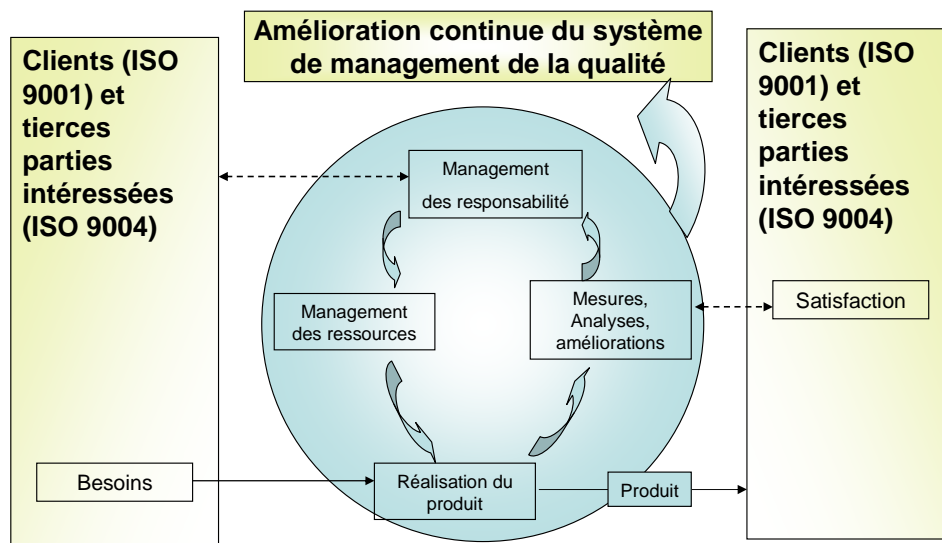 Amélioration continue du système
de management de la qualité
Clients (ISO
9001) et
tierces
parties
intéressées
(ISO 9004)
Besoins
Management
des responsabilité
Management
des ressources
Mesures,
Analyses,
améliorations
Réalisation du
produit
Produit
Clients (ISO
9001) et
tierces
parties
intéressées
(ISO 9004)
Satisfaction